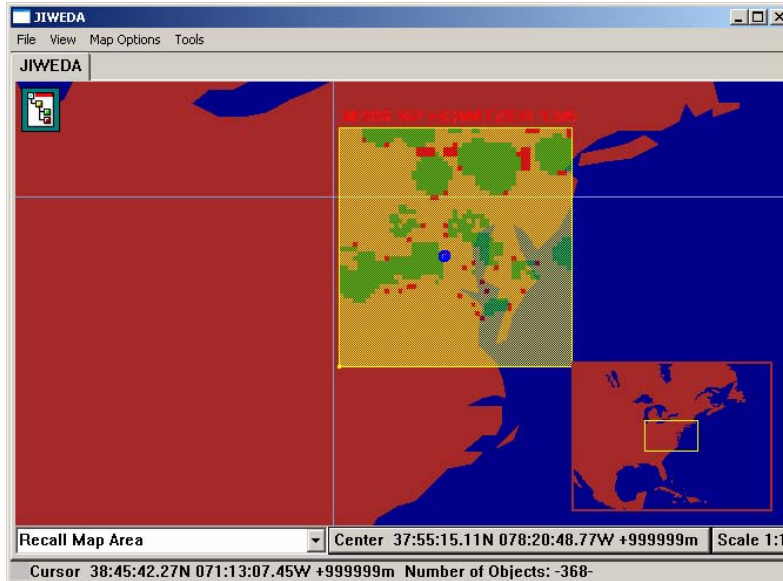 JIWEDA
File View Map Options Tools
JIWEDA
Recall Map Area
Center 37:55:15.11N 078:20:48.77W +999999m
Scale 1:1
Cursor 38:45:42.27N 071:13:07.45W +999999m Number of Objects: -368-